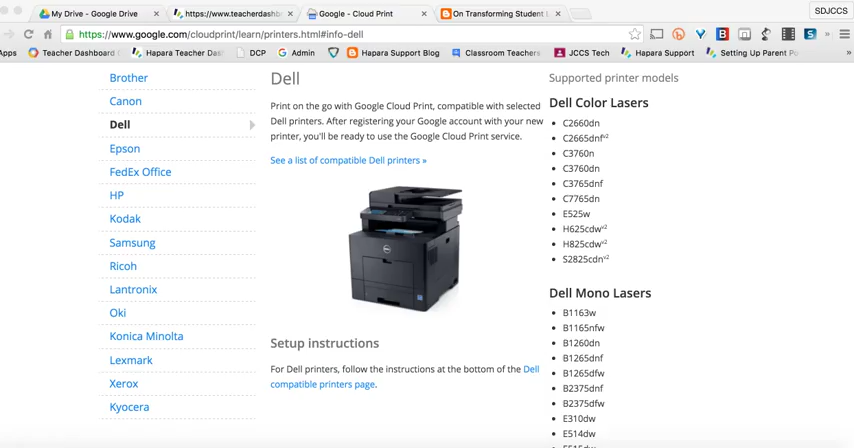 My Drive - Google Drive
https://www.teacherdashb
Google - Cloud Print
On Transforming Student L
SDJCCS
https://www.google.com/cloudprint/learn/printers.html#info-dell
Apps
Teacher Dashboard
Hapara Teacher Dash
DCP
G
Admin
Hapara Support Blog
Classroom Teachers
JCCS Tech
Hapara Support
Setting Up Parent Po
»
Brother
Canon
Dell
Epson
FedEx Office
HP
Kodak
Samsung
Ricoh
Lantronix
Oki
Konica Minolta
Lexmark
Xerox
Kyocera
Dell
Print on the go with Google Cloud Print, compatible with selected
Dell printers. After registering your Google account with your new
printer, you'll be ready to use the Google Cloud Print service.
See a list of compatible Dell printers »
Setup instructions
For Dell printers, follow the instructions at the bottom of the Dell
compatible printers page.
Supported printer models
Dell Color Lasers
C2660dn
C2665dnfv2
C3760n
C3760dn
C3765dnf
C7765dn
E525w
H625cdwv2
H825cdwv2
S2825cdnv2
Dell Mono Lasers
B1163w
B1165nfw
B1260dn
B1265dnf
B1265dfw
B2375dnf
B2375dfw
E310dw
E514dw